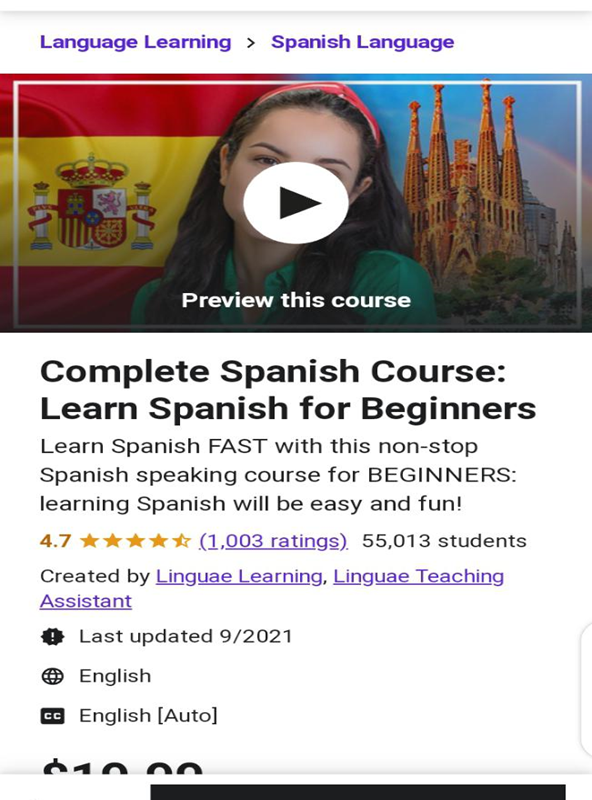 Language Learning > Spanish Language
Preview this course
Complete Spanish Course:
Learn Spanish for Beginners
Learn Spanish FAST with this non-stop
Spanish speaking course for BEGINNERS:
learning Spanish will be easy and fun!
4.7 (1,003 ratings) 55,013 students
Created by Linguae Learning, Linguae Teaching
Assistant
Last updated 9/2021
English
CC English [Auto]